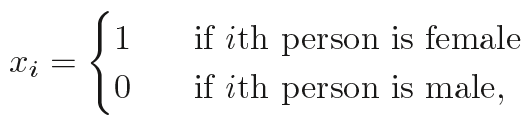 x_i = { 1 if ith person is female
0 if ith person is male,